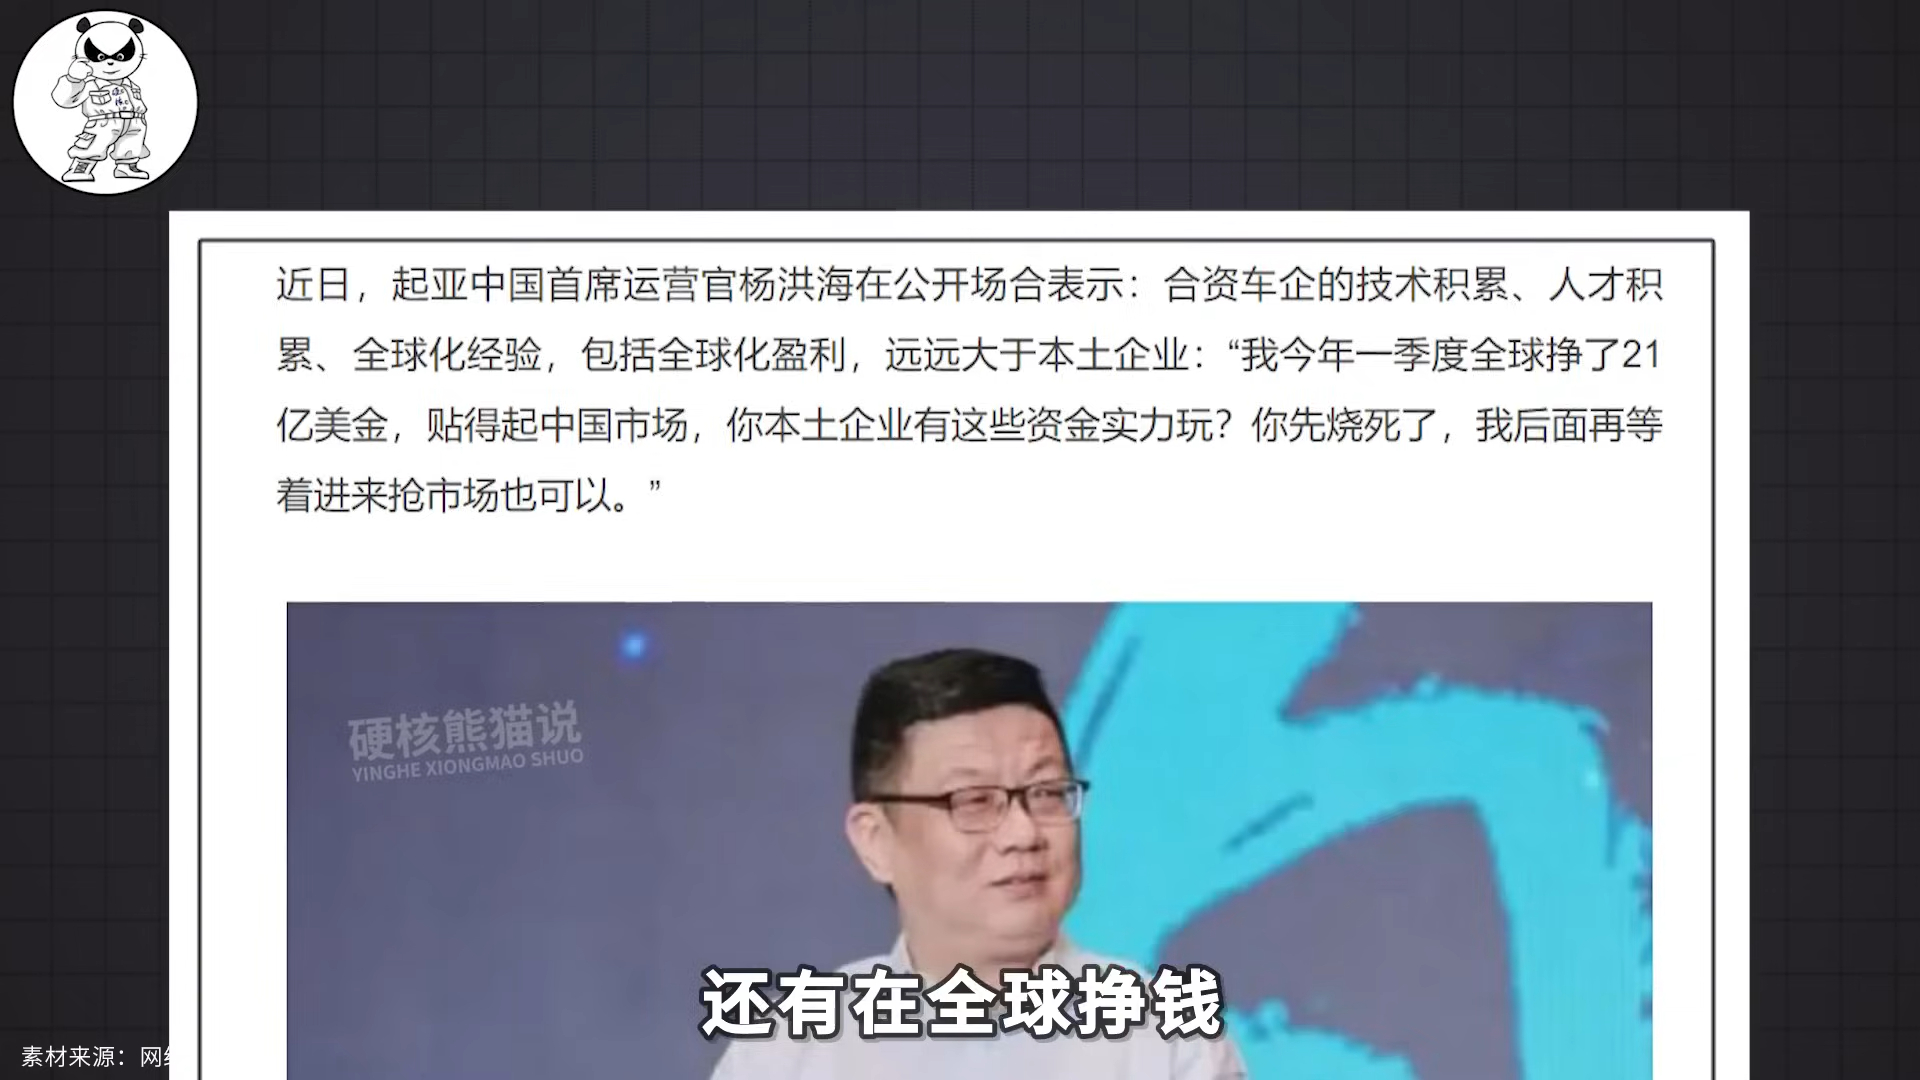 近日，起亚中国首席运营官杨洪海在公开场合表示：合资车企的技术积累、人才积
累、全球化经验，包括全球化盈利，远远大于本土企业：“我今年一季度全球挣了21
亿美金，贴得起中国市场，你本土企业有这些资金实力玩？你先烧死了，我后面再等
着进来抢市场也可以。”
硬核熊猫说
YINGHE XIONGMAO SHUO
还有在全球挣钱
素材来源：网